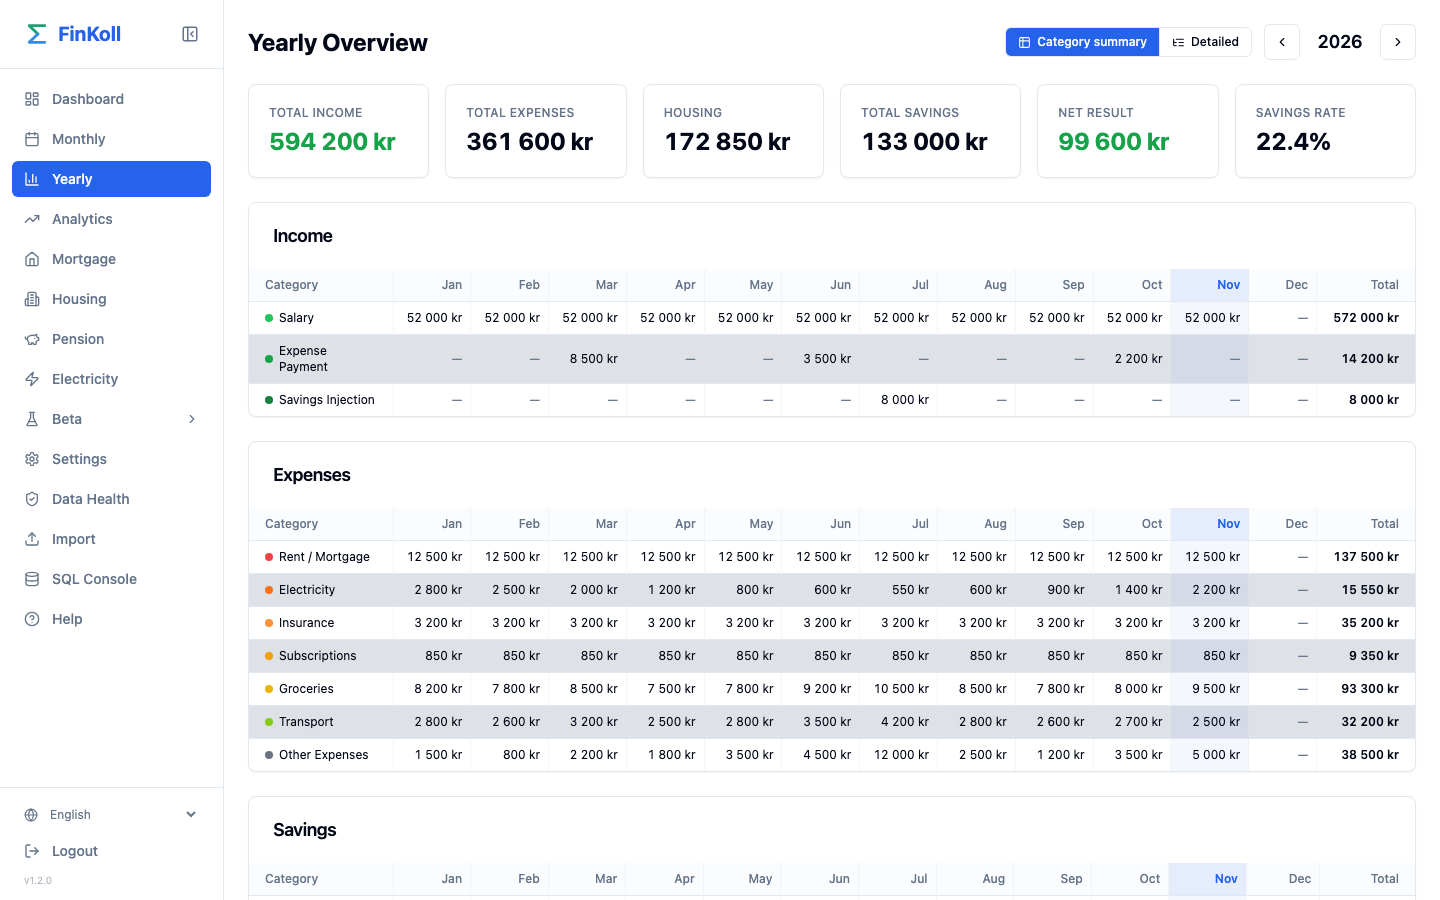 FinKoll
Dashboard
Monthly
Yearly
Analytics
Mortgage
Housing
Pension
Electricity
Beta
Settings
Data Health
Import
SQL Console
Help
English
Logout
v1.2.0
Yearly Overview
Category summary Detailed 2026
TOTAL INCOME
594 200 kr
TOTAL EXPENSES
361 600 kr
HOUSING
172 850 kr
TOTAL SAVINGS
133 000 kr
NET RESULT
99 600 kr
SAVINGS RATE
22.4%
Income
Category Jan Feb Mar Apr May Jun Jul Aug Sep Oct Nov Dec Total
Salary 52 000 kr 52 000 kr 52 000 kr 52 000 kr 52 000 kr 52 000 kr 52 000 kr 52 000 kr 52 000 kr 52 000 kr 52 000 kr — 572 000 kr
Expense
Payment — — 8 500 kr — — 3 500 kr — — — 2 200 kr — — 14 200 kr
Savings Injection — — — — — — 8 000 kr — — — — — 8 000 kr
Expenses
Category Jan Feb Mar Apr May Jun Jul Aug Sep Oct Nov Dec Total
Rent / Mortgage 12 500 kr 12 500 kr 12 500 kr 12 500 kr 12 500 kr 12 500 kr 12 500 kr 12 500 kr 12 500 kr 12 500 kr 12 500 kr — 137 500 kr
Electricity 2 800 kr 2 500 kr 2 000 kr 1 200 kr 800 kr 600 kr 550 kr 600 kr 900 kr 1 400 kr 2 200 kr — 15 550 kr
Insurance 3 200 kr 3 200 kr 3 200 kr 3 200 kr 3 200 kr 3 200 kr 3 200 kr 3 200 kr 3 200 kr 3 200 kr 3 200 kr — 35 200 kr
Subscriptions 850 kr 850 kr 850 kr 850 kr 850 kr 850 kr 850 kr 850 kr 850 kr 850 kr 850 kr — 9 350 kr
Groceries 8 200 kr 7 800 kr 8 500 kr 7 500 kr 7 800 kr 9 200 kr 10 500 kr 8 500 kr 7 800 kr 8 000 kr 9 500 kr — 93 300 kr
Transport 2 800 kr 2 600 kr 3 200 kr 2 500 kr 2 800 kr 3 500 kr 4 200 kr 2 800 kr 2 600 kr 2 700 kr 2 500 kr — 32 200 kr
Other Expenses 1 500 kr 800 kr 2 200 kr 1 800 kr 3 500 kr 4 500 kr 12 000 kr 2 500 kr 1 200 kr 3 500 kr 5 000 kr — 38 500 kr
Savings
Category Jan Feb Mar Apr May Jun Jul Aug Sep Oct Nov Dec Total